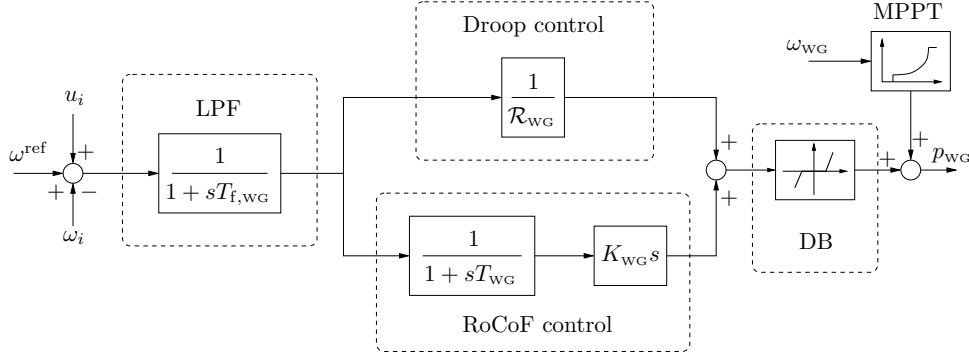 Droop control
MPPT
ω_WG
1
𝓡_WG
u_i
LPF
ω^ref
+
+
−
ω_i
1
1 + sT_f,WG
+
+
+
+
p_WG
DB
1
1 + sT_WG
K_WG s
RoCoF control